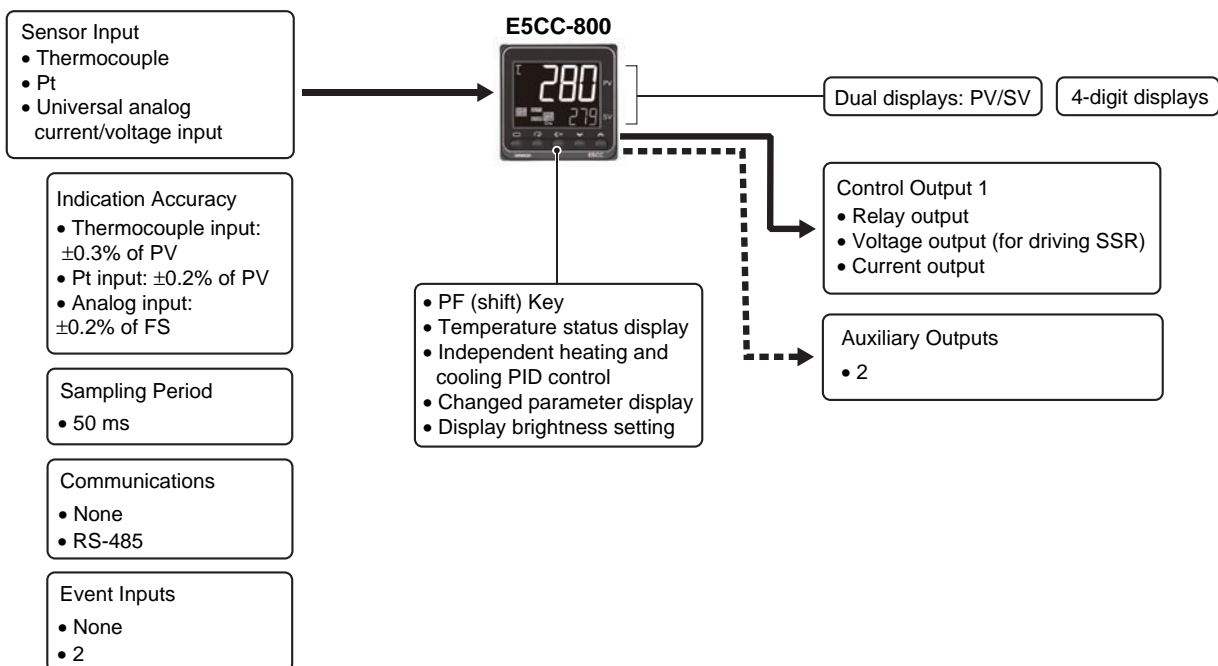 Sensor Input
• Thermocouple
• Pt
• Universal analog
current/voltage input
Indication Accuracy
• Thermocouple input:
±0.3% of PV
• Pt input: ±0.2% of PV
• Analog input:
±0.2% of FS
Sampling Period
• 50 ms
Communications
• None
• RS-485
Event Inputs
• None
• 2
E5CC-800
280
PV
279
SV
E5CC
• PF (shift) Key
• Temperature status display
• Independent heating and
cooling PID control
• Changed parameter display
• Display brightness setting
Dual displays: PV/SV
4-digit displays
Control Output 1
• Relay output
• Voltage output (for driving SSR)
• Current output
Auxiliary Outputs
• 2